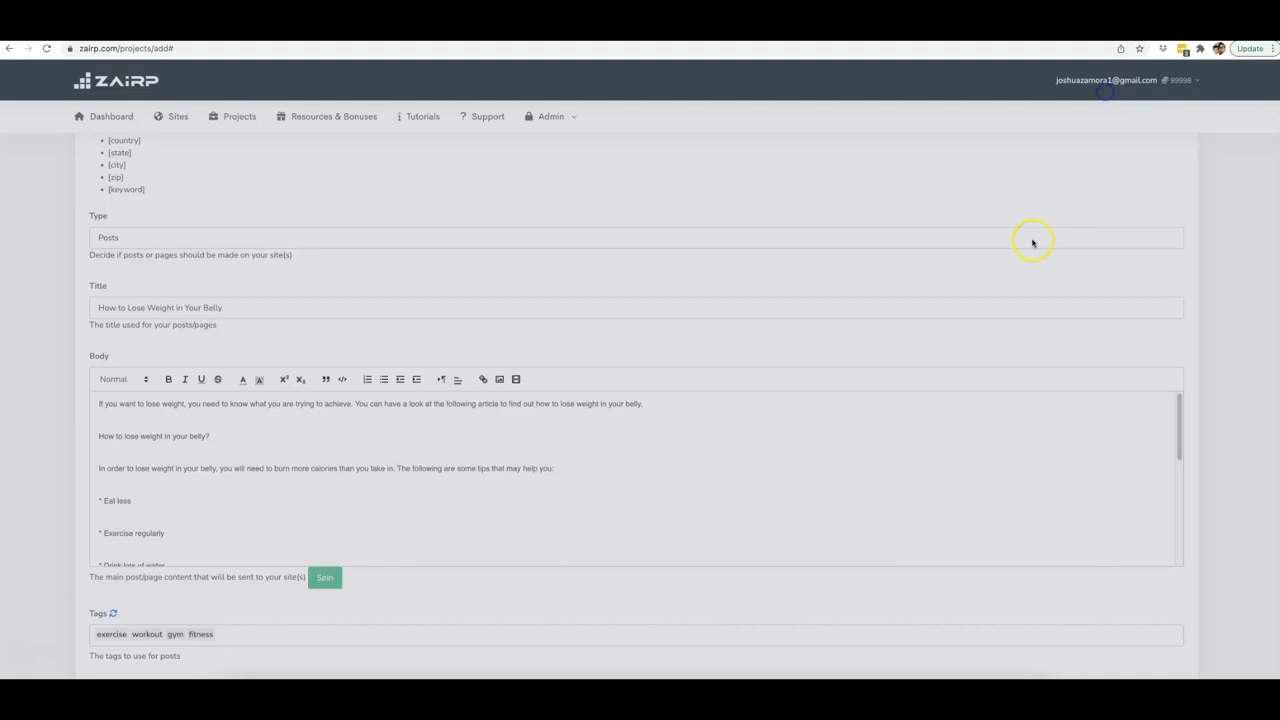 zairp.com/projects/add#
Update
ZAiRP
joshuazamora1@gmail.com 99998
Dashboard Sites Projects Resources & Bonuses Tutorials Support Admin
• [country]
• [state]
• [city]
• [zip]
• [keyword]
Type
Posts
Decide if posts or pages should be made on your site(s)
Title
How to Lose Weight in Your Belly
The title used for your posts/pages
Body
Normal
If you want to lose weight, you need to know what you are trying to achieve. You can have a look at the following article to find out how to lose weight in your belly.
How to lose weight in your belly?
In order to lose weight in your belly, you will need to burn more calories than you take in. The following are some tips that may help you:
* Eat less
* Exercise regularly
* Drink lots of water
The main post/page content that will be sent to your site(s) Spin
Tags
exercise workout gym fitness
The tags to use for posts